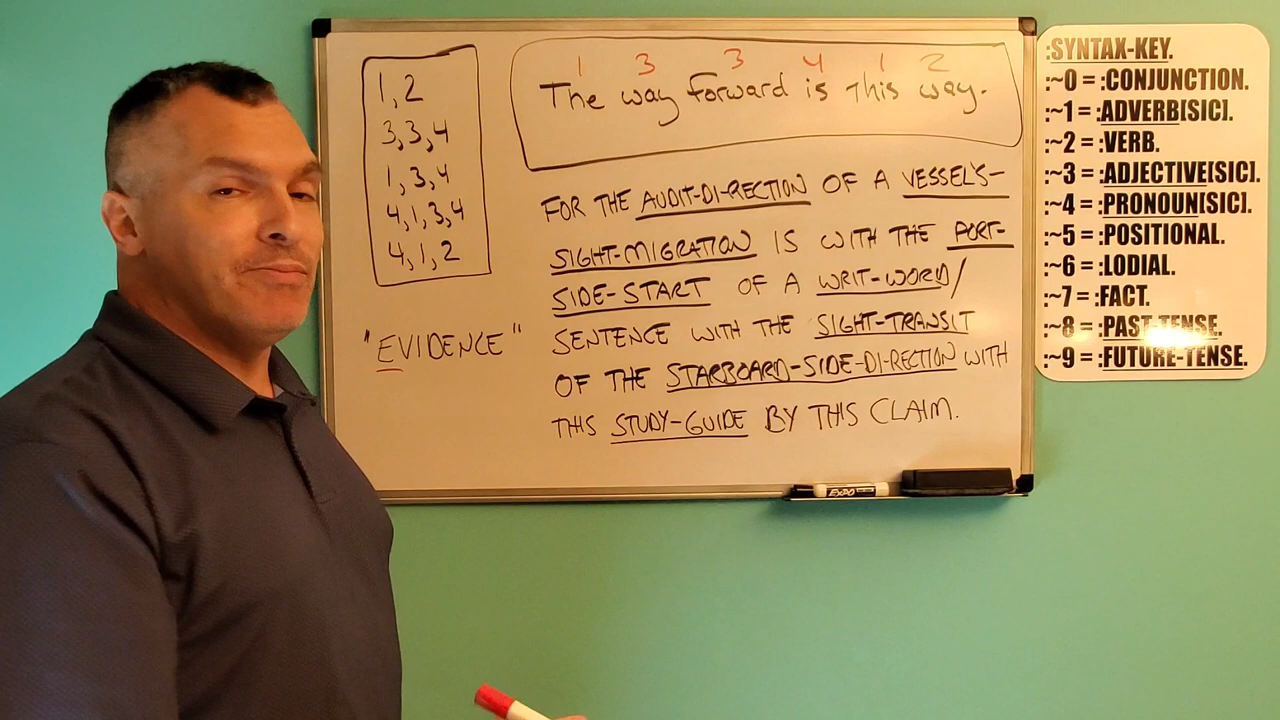 1,2
3,3,4
1,3,4
4,1,3,4
4,1,2
"EVIDENCE"
1 3 3 4 1 2
The way forward is this way.
FOR THE AUDIT-DI-RECTION OF A VESSEL'S-
SIGHT-MIGRATION IS WITH THE PORT-
SIDE-START OF A WRIT-WORD/
SENTENCE WITH THE SIGHT-TRANSIT
OF THE STARBOARD-SIDE-DI-RECTION WITH
THIS STUDY-GUIDE BY THIS CLAIM.
EXPO
:SYNTAX-KEY.
:~0 = :CONJUNCTION.
:~1 = :ADVERB[SIC].
:~2 = :VERB.
:~3 = :ADJECTIVE[SIC].
:~4 = :PRONOUN[SIC].
:~5 = :POSITIONAL.
:~6 = :LODIAL.
:~7 = :FACT.
:~8 = :PAST-TENSE.
:~9 = :FUTURE-TENSE.